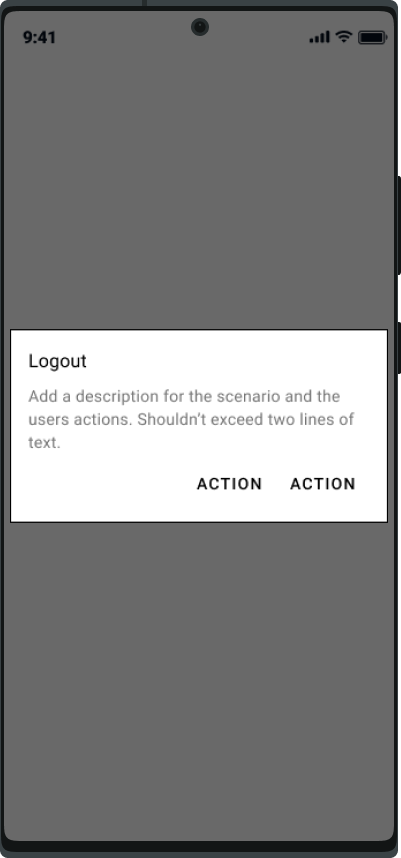 9:41
Logout
Add a description for the scenario and the
users actions. Shouldn’t exceed two lines of
text.
ACTION ACTION